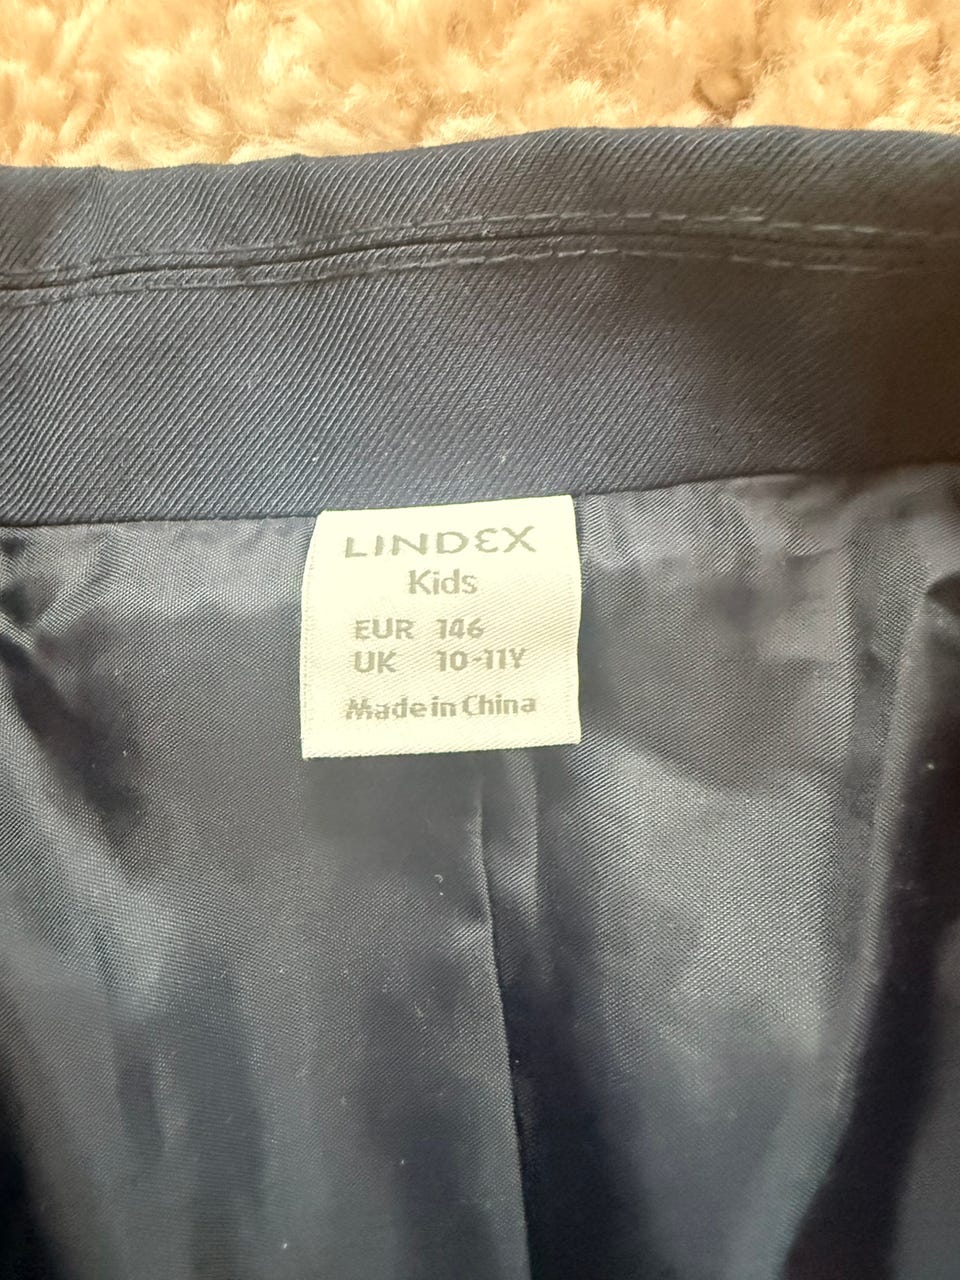 LINDEX
Kids
EUR 146
UK 10-11Y
Made in China